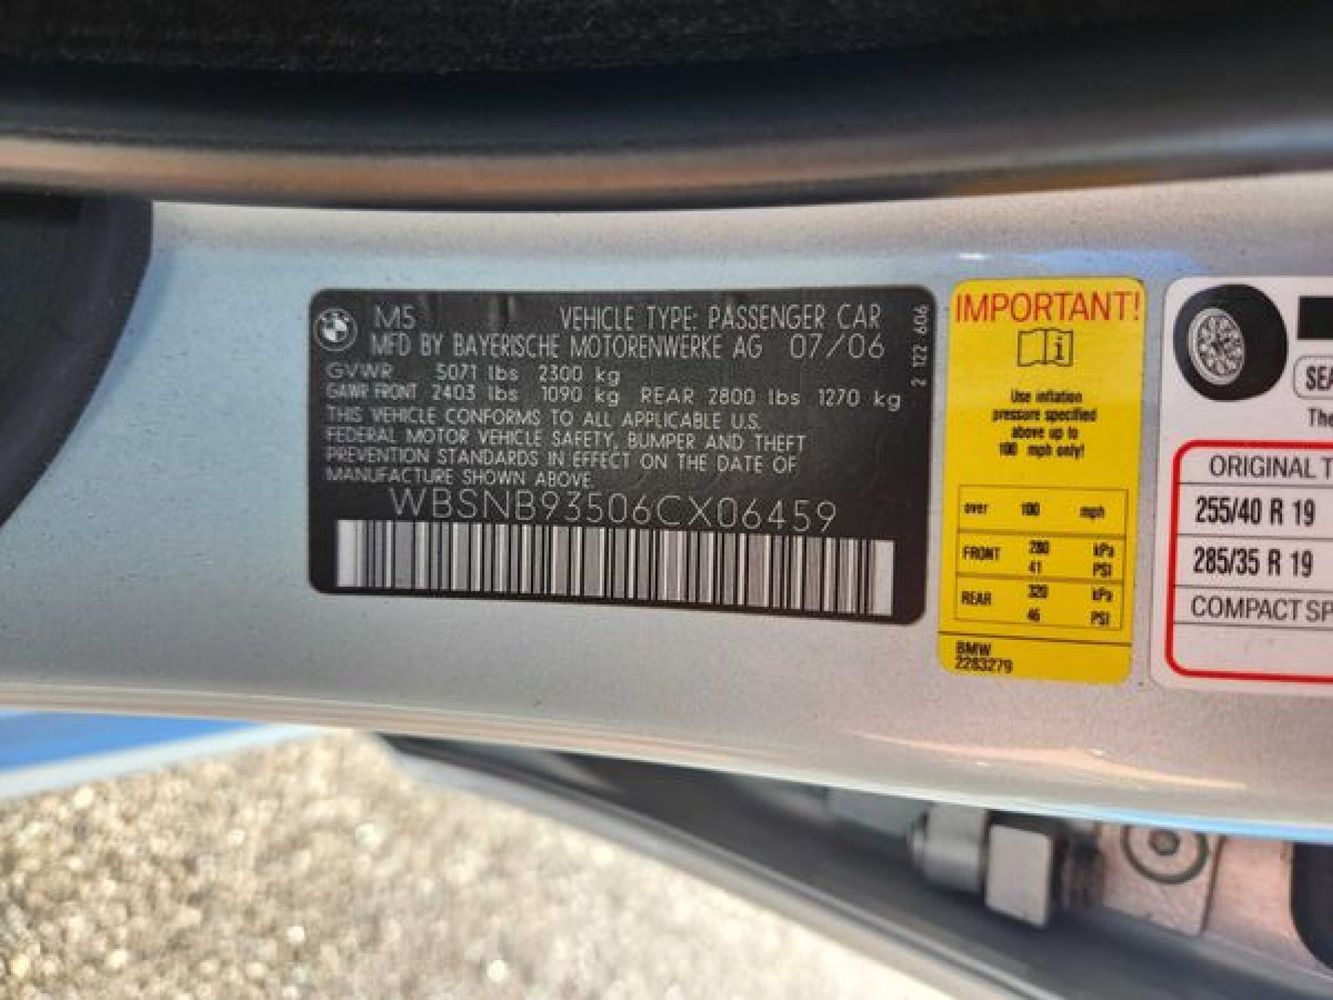 M5 VEHICLE TYPE: PASSENGER CAR
MFD BY BAYERISCHE MOTORENWERKE AG 07/06
GVWR 5071 lbs 2300 kg
GAWR FRONT 2403 lbs 1090 kg REAR 2800 lbs 1270 kg
THIS VEHICLE CONFORMS TO ALL APPLICABLE U.S.
FEDERAL MOTOR VEHICLE SAFETY, BUMPER AND THEFT
PREVENTION STANDARDS IN EFFECT ON THE DATE OF
MANUFACTURE SHOWN ABOVE.
WBSNB93506CX06459
2 122 606
IMPORTANT!
i
Use inflation
pressure specified
above up to
100 mph only!
over 100 mph
FRONT 280 kPa
41 PSI
REAR 320 kPa
46 PSI
BMW
2283279
SEA
The
ORIGINAL T
255/40 R 19
285/35 R 19
COMPACT SP